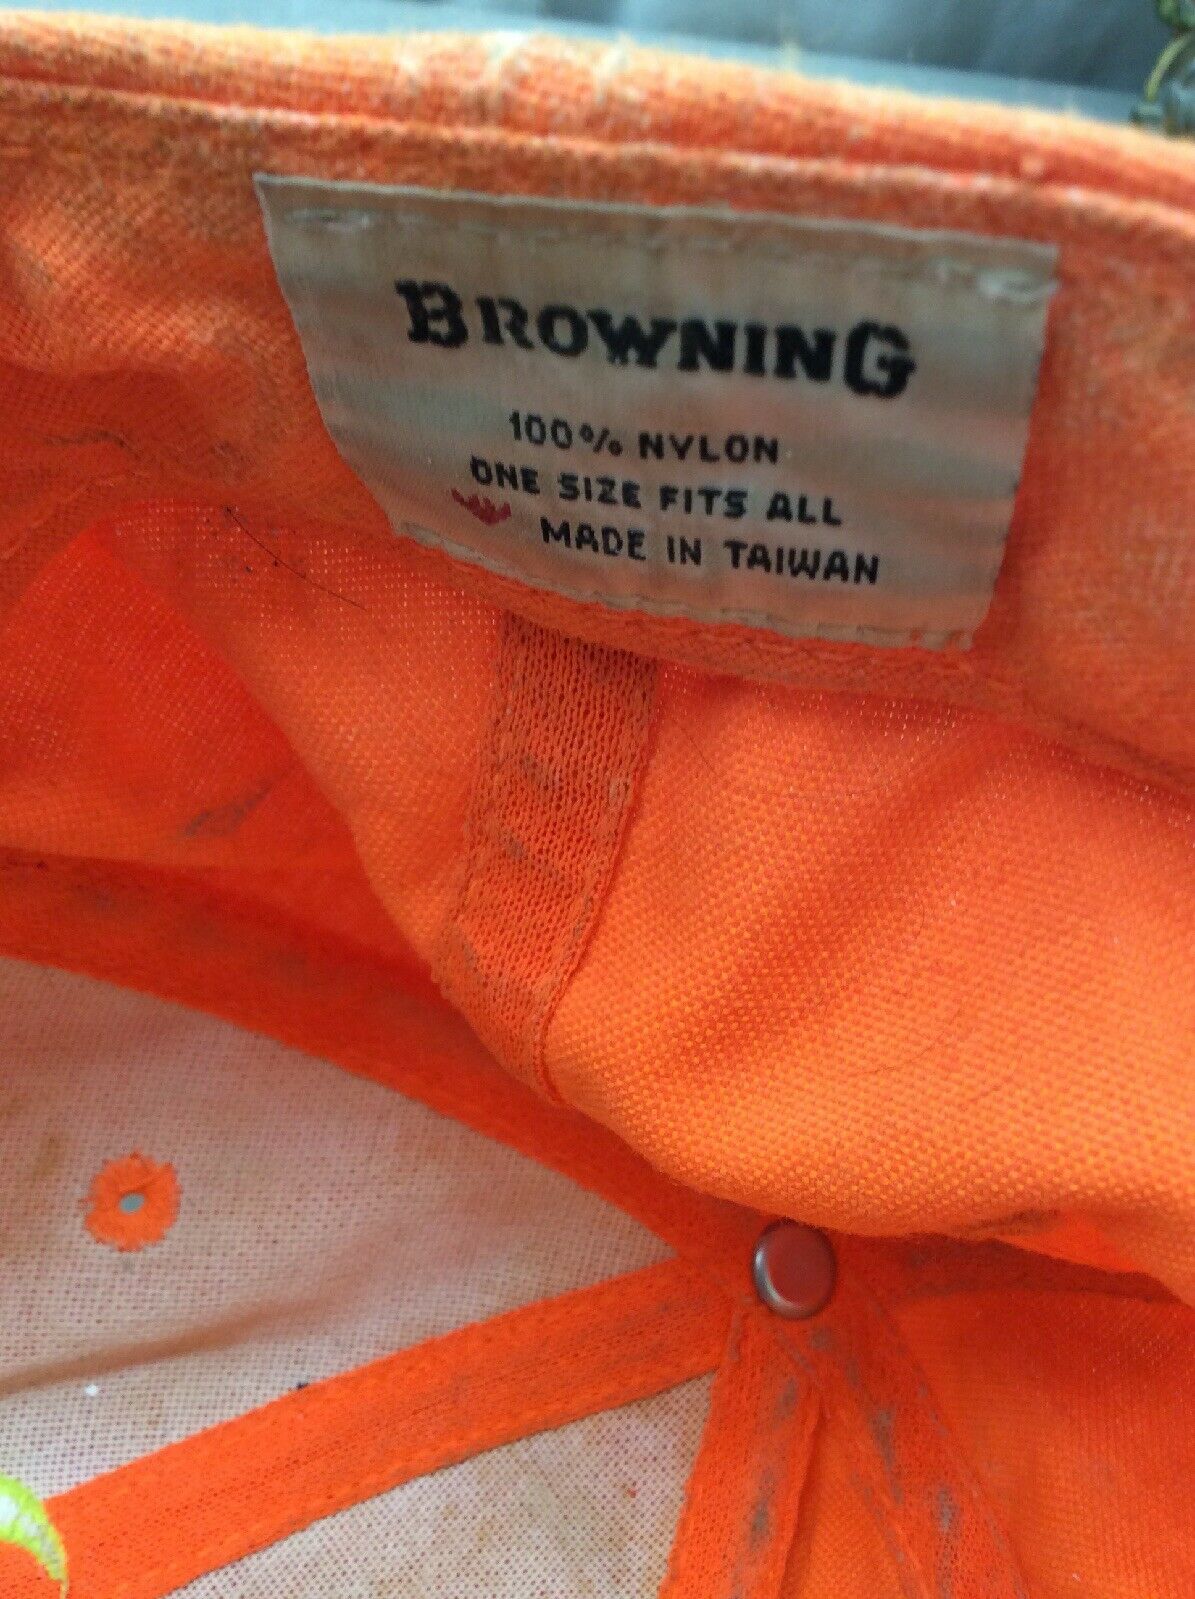 BROWNING
100% NYLON
ONE SIZE FITS ALL
MADE IN TAIWAN